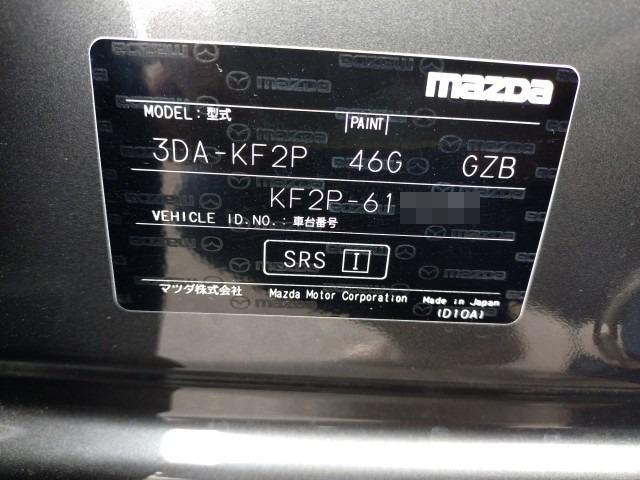 mazda
MODEL: 型式 PAINT
3DA-KF2P 46G GZB
KF2P-61
VEHICLE ID.NO.: 車台番号
SRS I
マツダ株式会社 Mazda Motor Corporation Made in Japan
(D10A)